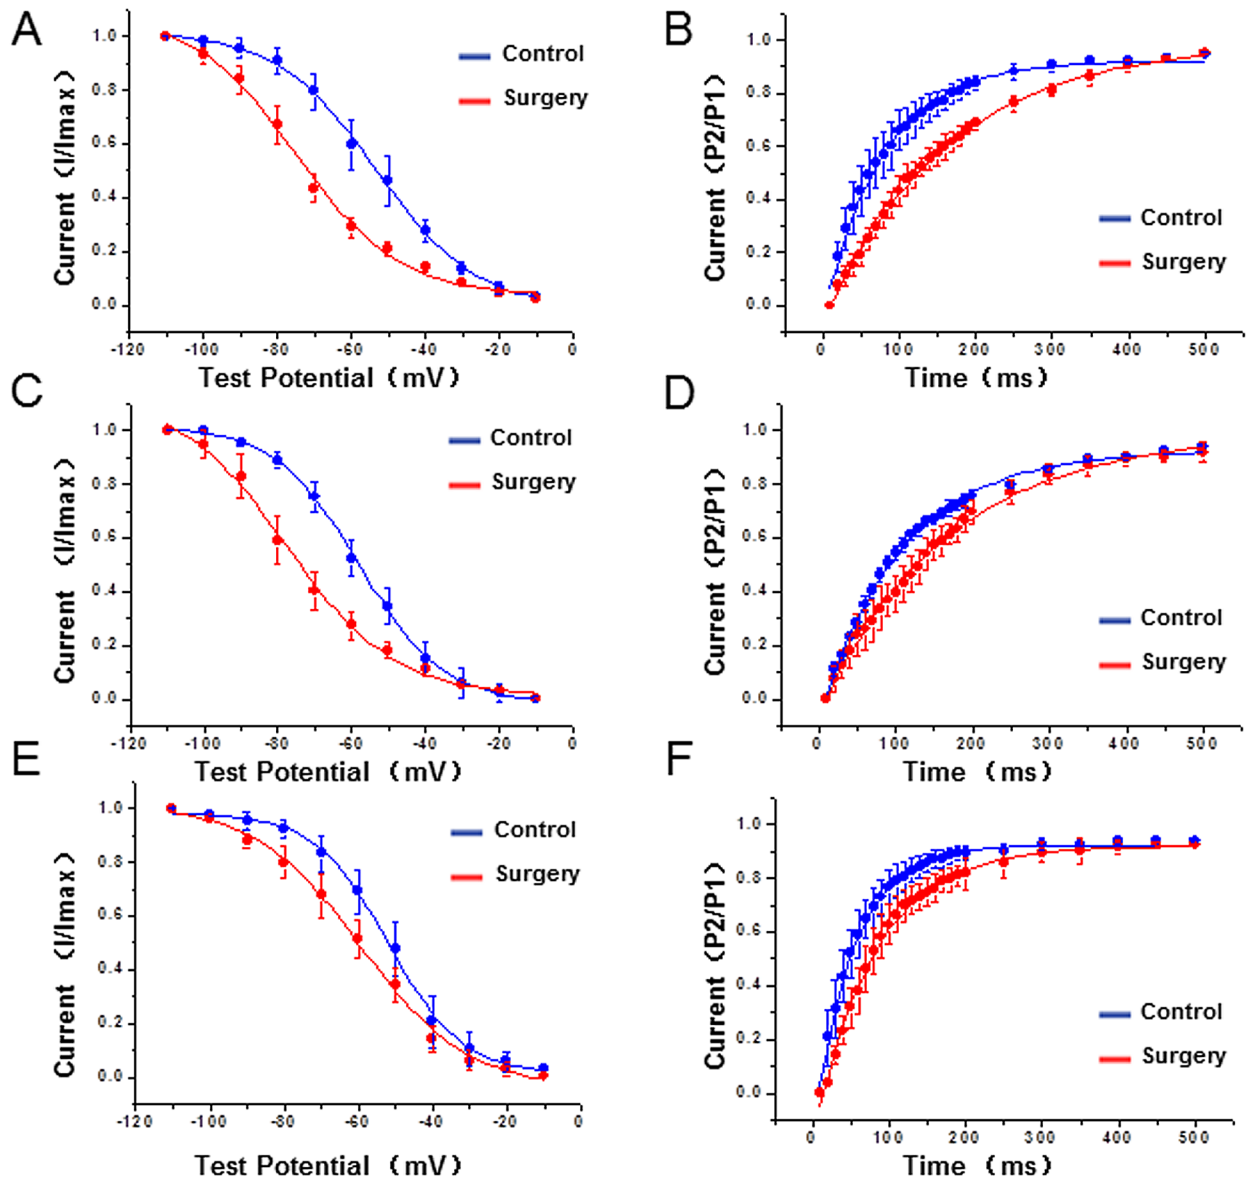 A
1.0
0.8
0.6
0.4
0.2
0.0
Current (I/Imax)
Control
Surgery
-120 -100 -80 -60 -40 -20 0
Test Potential (mV)
B
1.0
0.8
0.6
0.4
0.2
0.0
Current (P2/P1)
Control
Surgery
0 100 200 300 400 500
Time (ms)
C
1.0
0.8
0.6
0.4
0.2
0.0
Current (I/Imax)
Control
Surgery
-120 -100 -80 -60 -40 -20 0
Test Potential (mV)
D
1.0
0.8
0.6
0.4
0.2
0.0
Current (P2/P1)
Control
Surgery
0 100 200 300 400 500
Time (ms)
E
1.0
0.8
0.6
0.4
0.2
0.0
Current (I/Imax)
Control
Surgery
-120 -100 -80 -60 -40 -20 0
Test Potential (mV)
F
1.0
0.8
0.6
0.4
0.2
0.0
Current (P2/P1)
Control
Surgery
0 100 200 300 400 500
Time (ms)